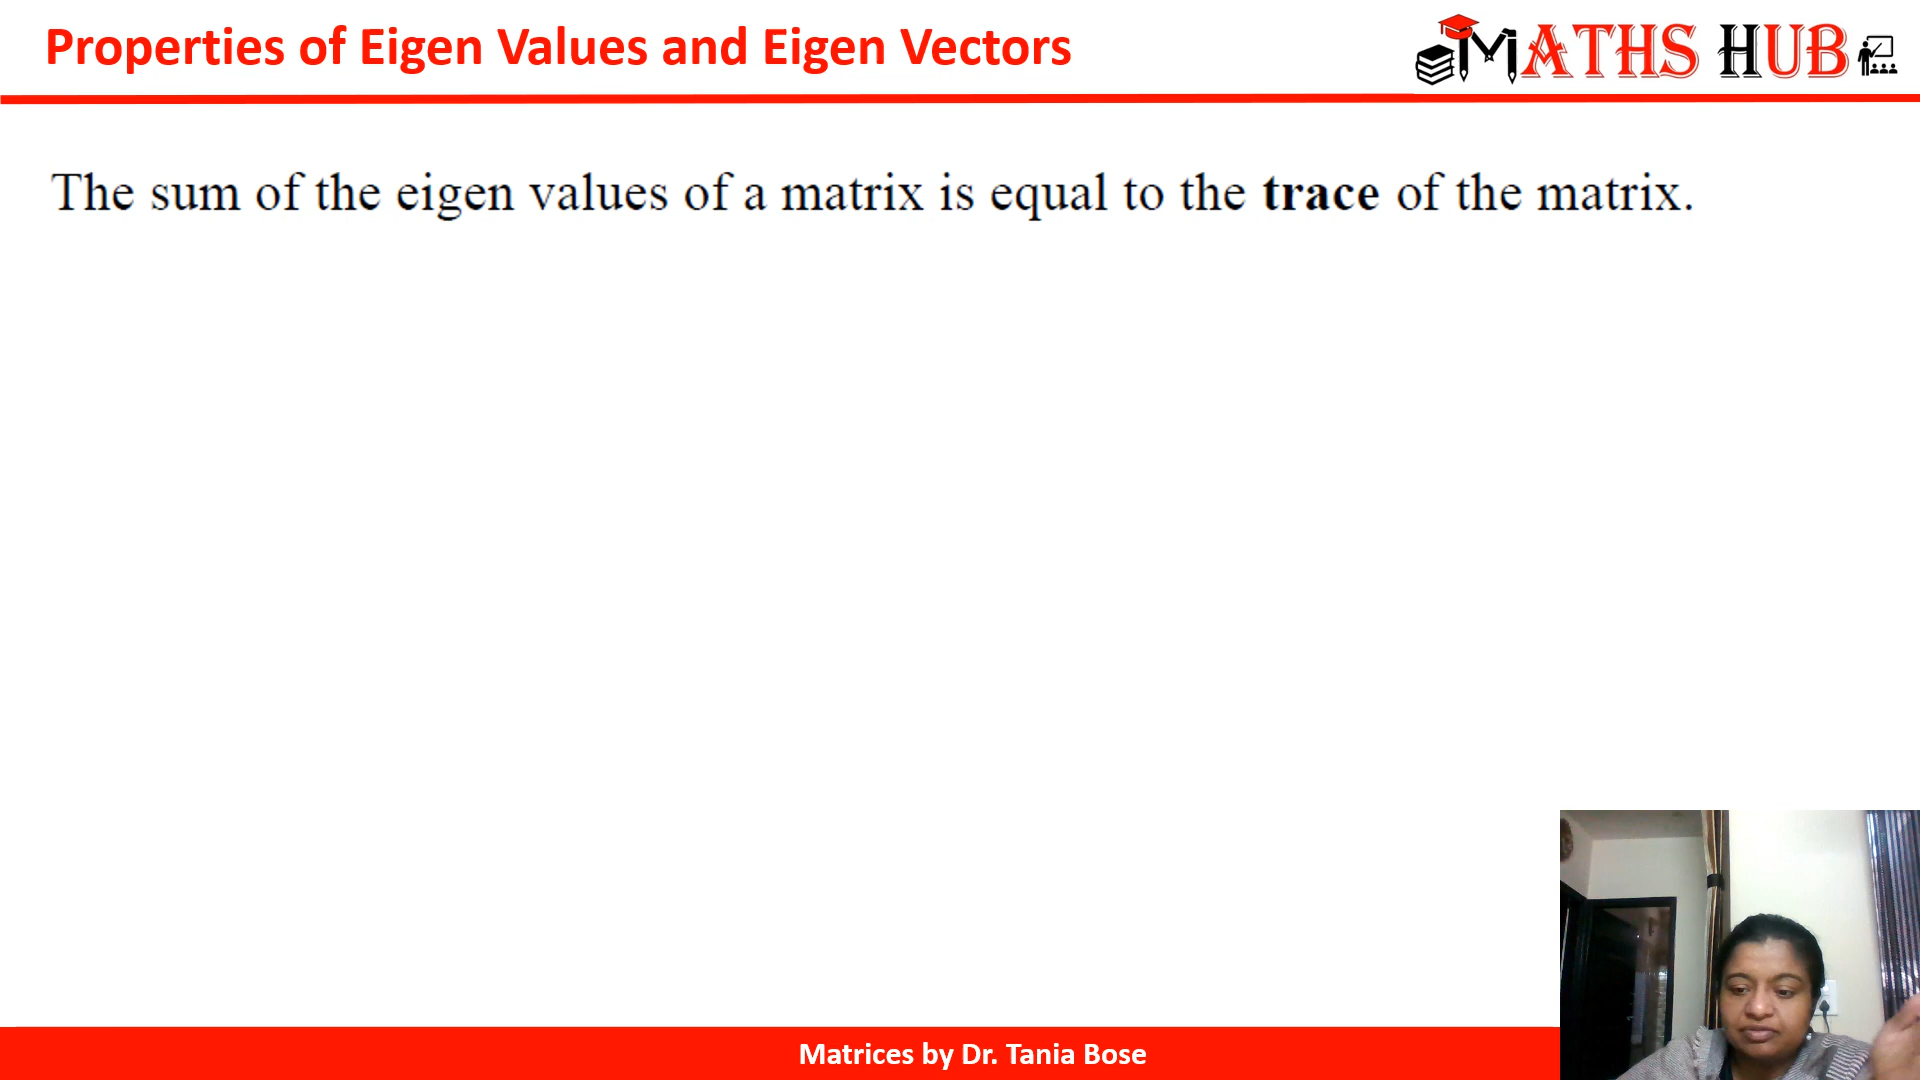 Properties of Eigen Values and Eigen Vectors
MATHS HUB
The sum of the eigen values of a matrix is equal to the trace of the matrix.
Matrices by Dr. Tania Bose